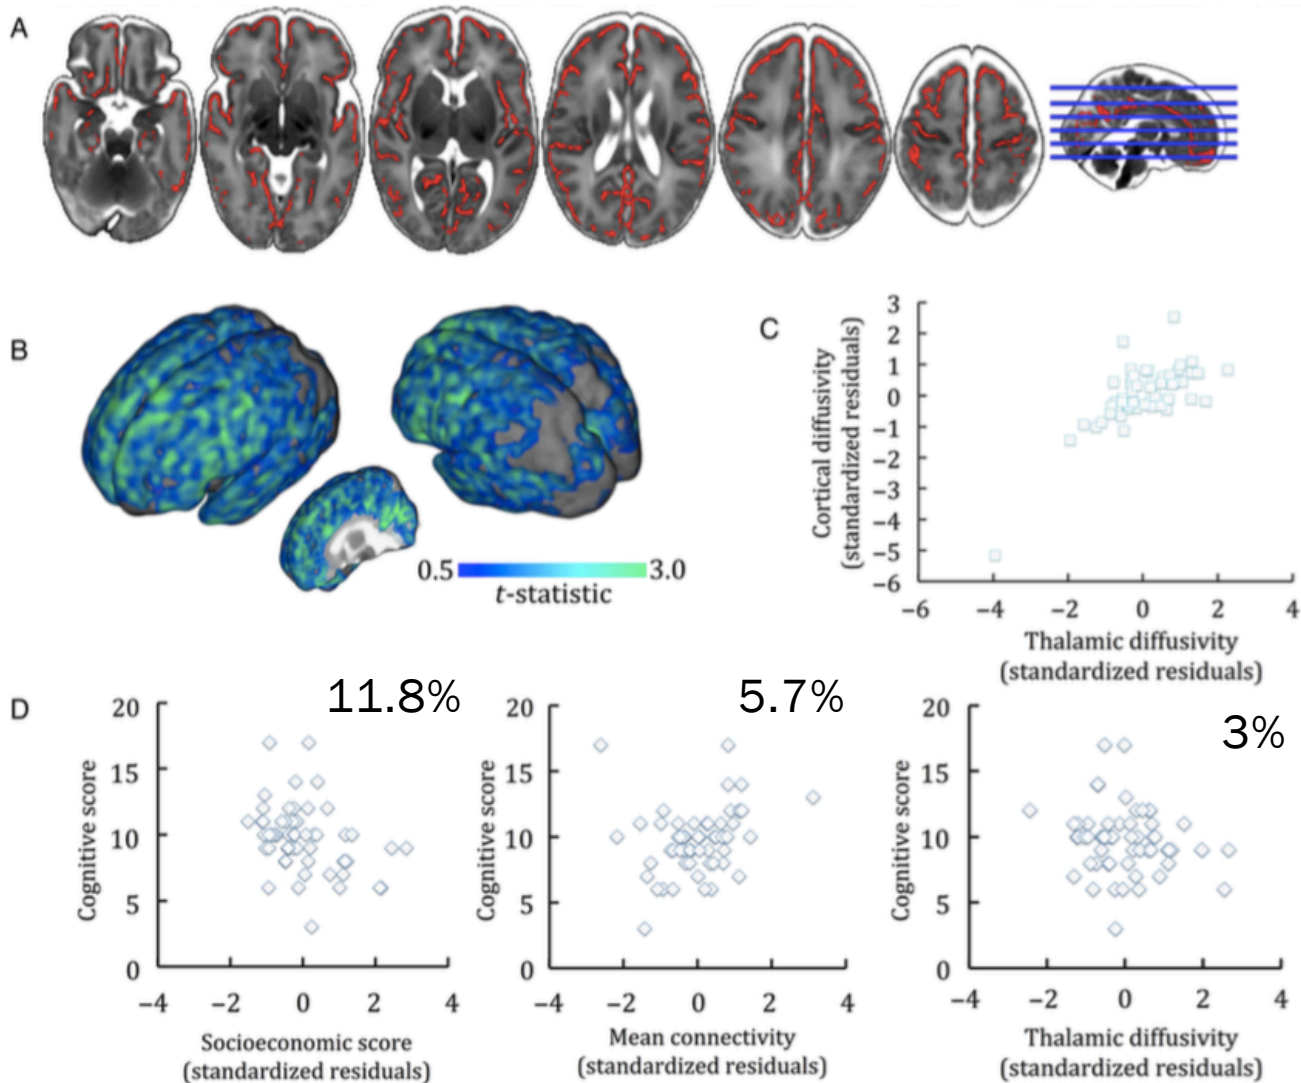 A
B
0.5
3.0
t-statistic
C
3
2
1
0
−1
−2
−3
−4
−5
−6
Cortical diffusivity
(standardized residuals)
−6
−4
−2
0
2
4
Thalamic diffusivity
(standardized residuals)
D
11.8%
20
15
10
5
0
Cognitive score
−4
−2
0
2
4
Socioeconomic score
(standardized residuals)
5.7%
20
15
10
5
0
Cognitive score
−4
−2
0
2
4
Mean connectivity
(standardized residuals)
3%
20
15
10
5
0
Cognitive score
−4
−2
0
2
4
Thalamic diffusivity
(standardized residuals)